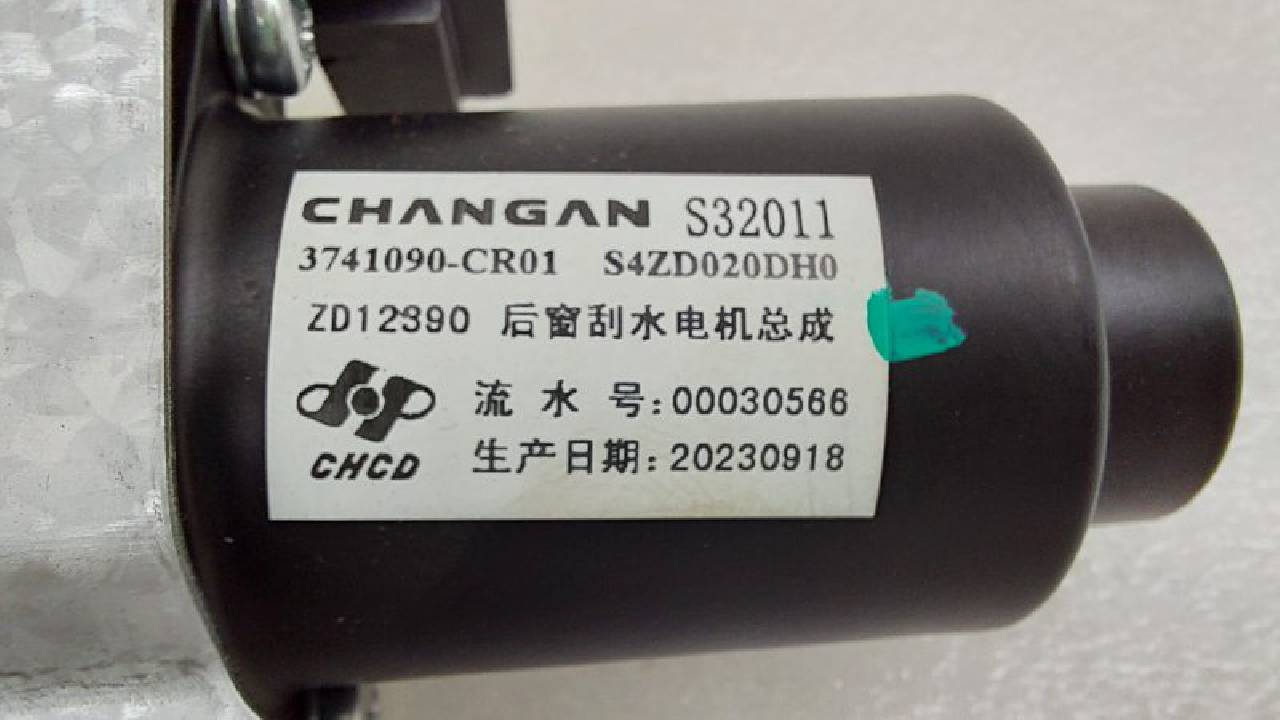 CHANGAN S32011
3741090-CR01 S4ZD020DH0
ZD12390 后窗刮水电机总成
流水号:00030566
CHCD
生产日期:20230918